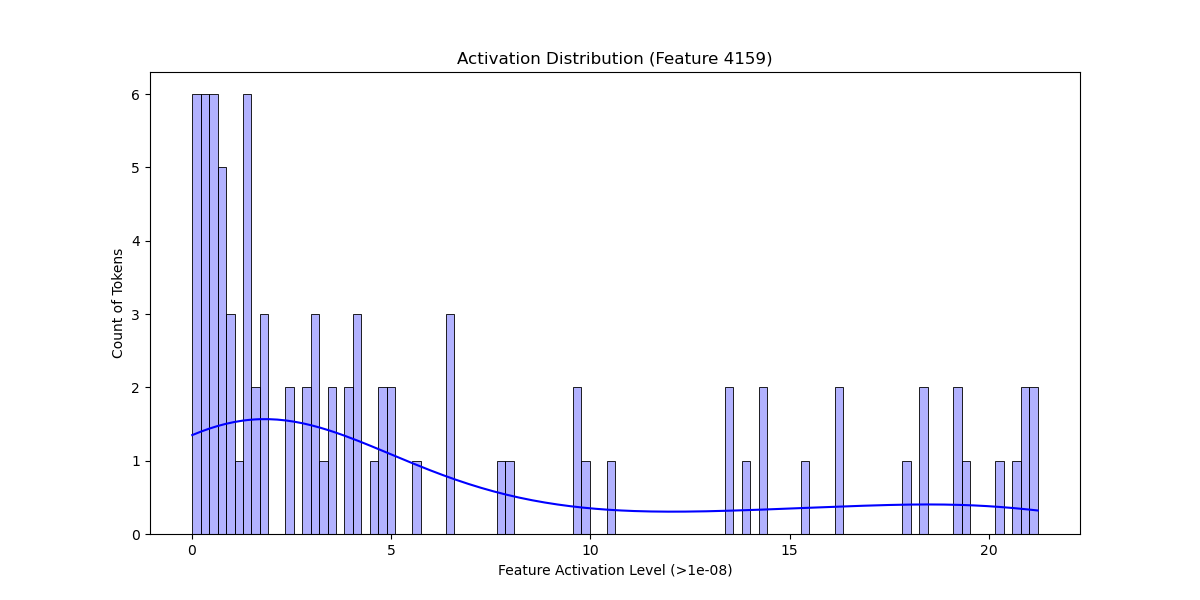 Activation Distribution (Feature 4159)
6
5
4
3
2
1
0
Count of Tokens
0 5 10 15 20
Feature Activation Level (>1e-08)